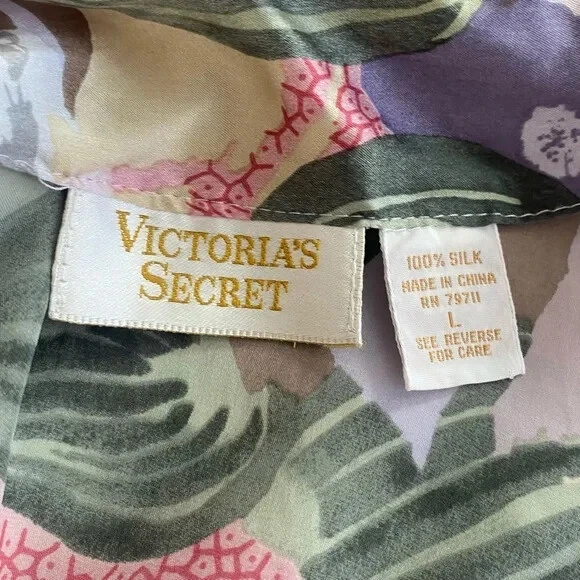 VICTORIA'S
SECRET
100% SILK
MADE IN CHINA
RN 79711
L
SEE REVERSE
FOR CARE